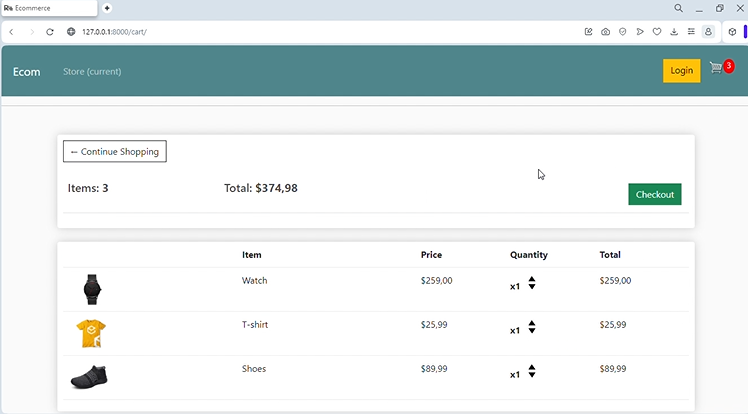 Ecommerce
127.0.0.1:8000/cart/
Ecom Store (current) Login 3
← Continue Shopping
Items: 3 Total: $374,98 Checkout
Item Price Quantity Total
Watch $259,00 x1 $259,00
T-shirt $25,99 x1 $25,99
Shoes $89,99 x1 $89,99